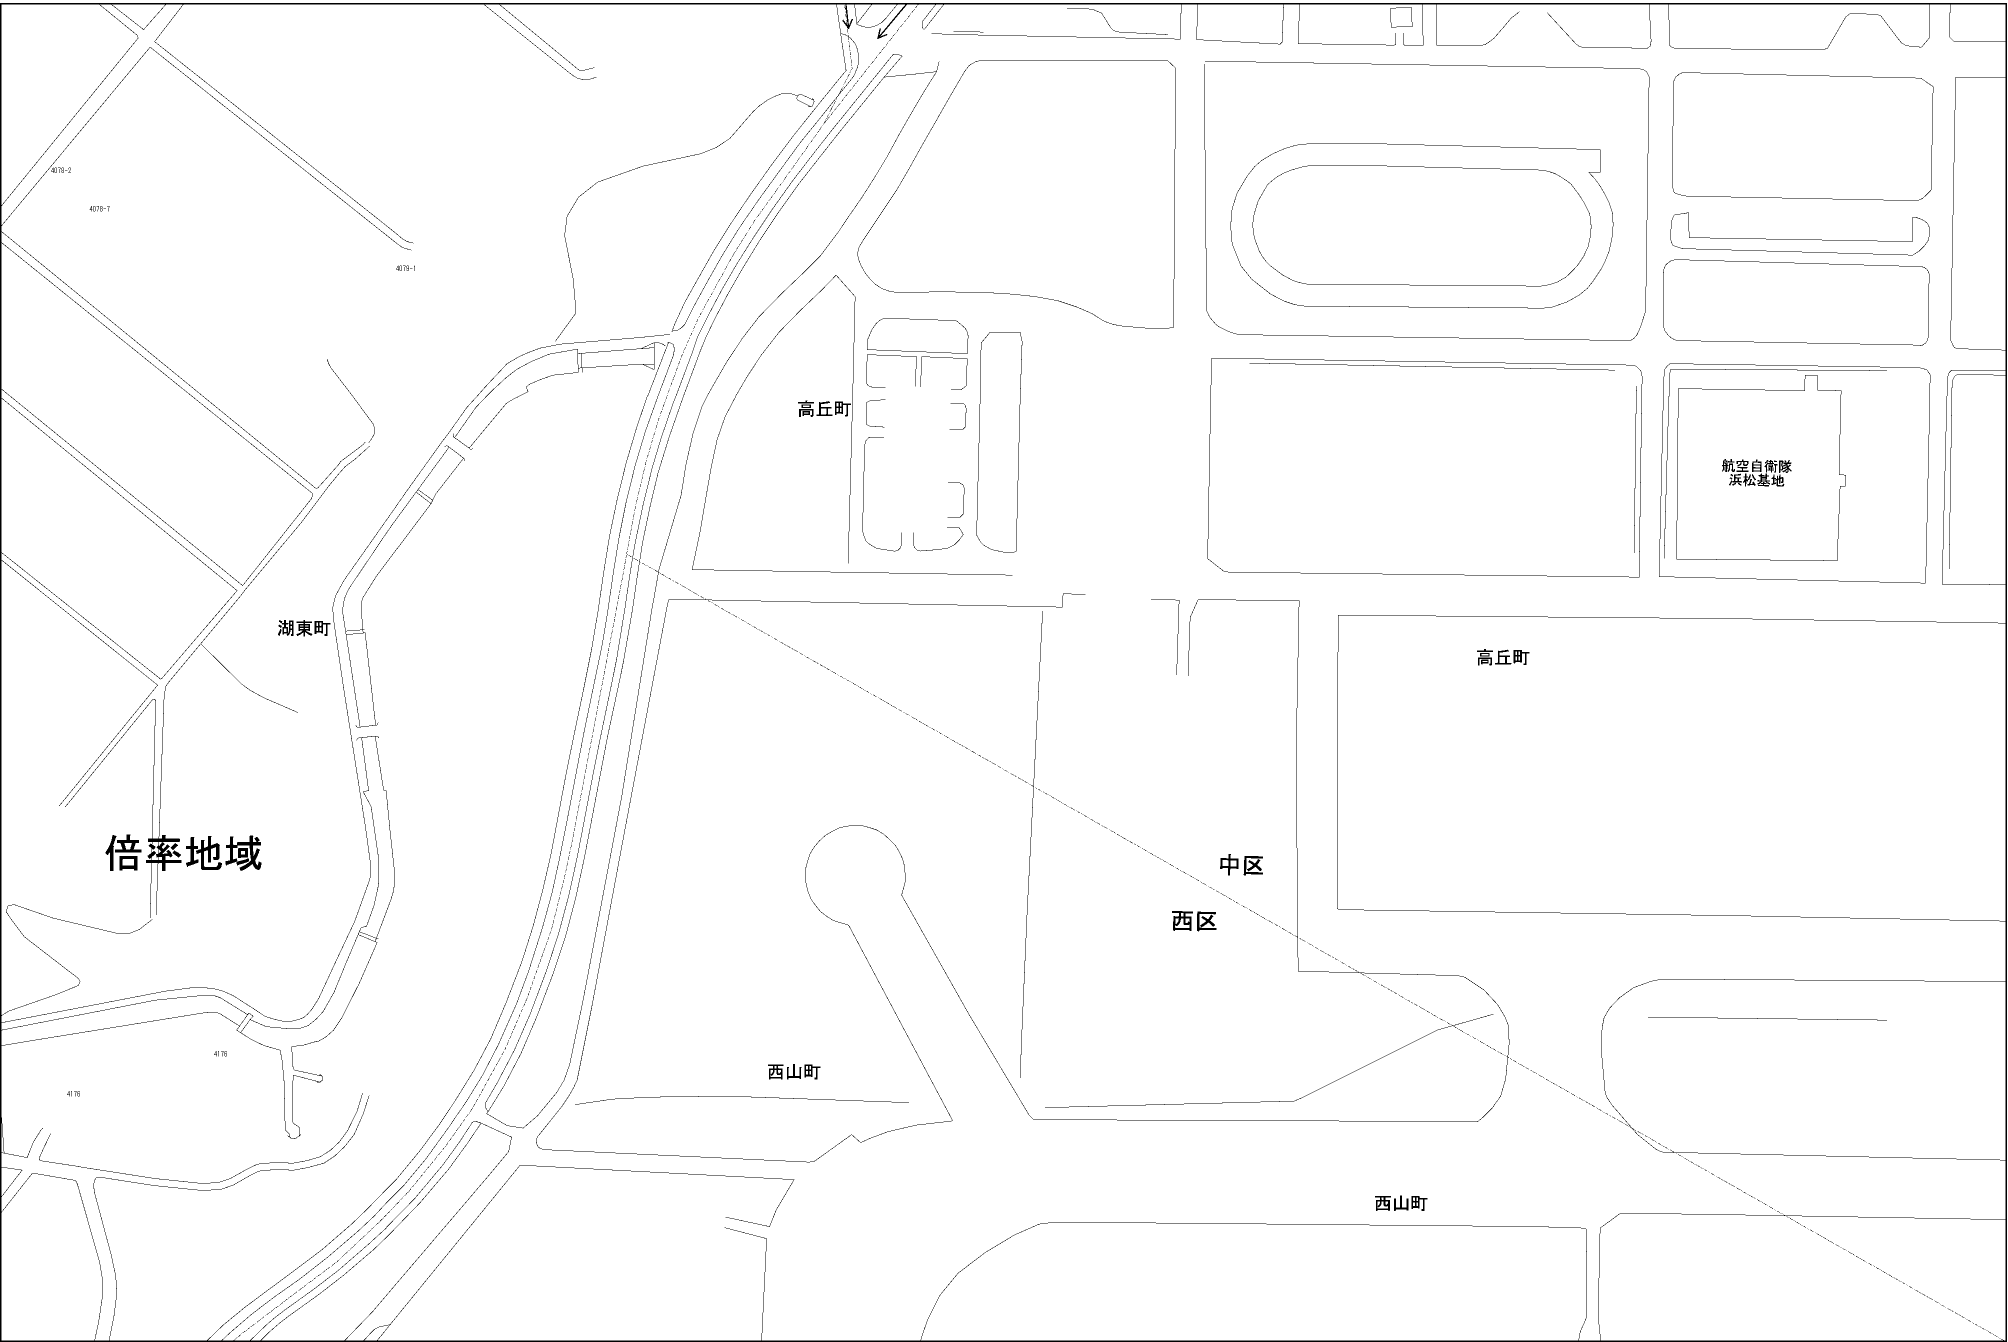 4079-2
4078-7
4079-1
高丘町
航空自衛隊
浜松基地
湖東町
高丘町
倍率地域
中区
西区
4176
西山町
4176
西山町